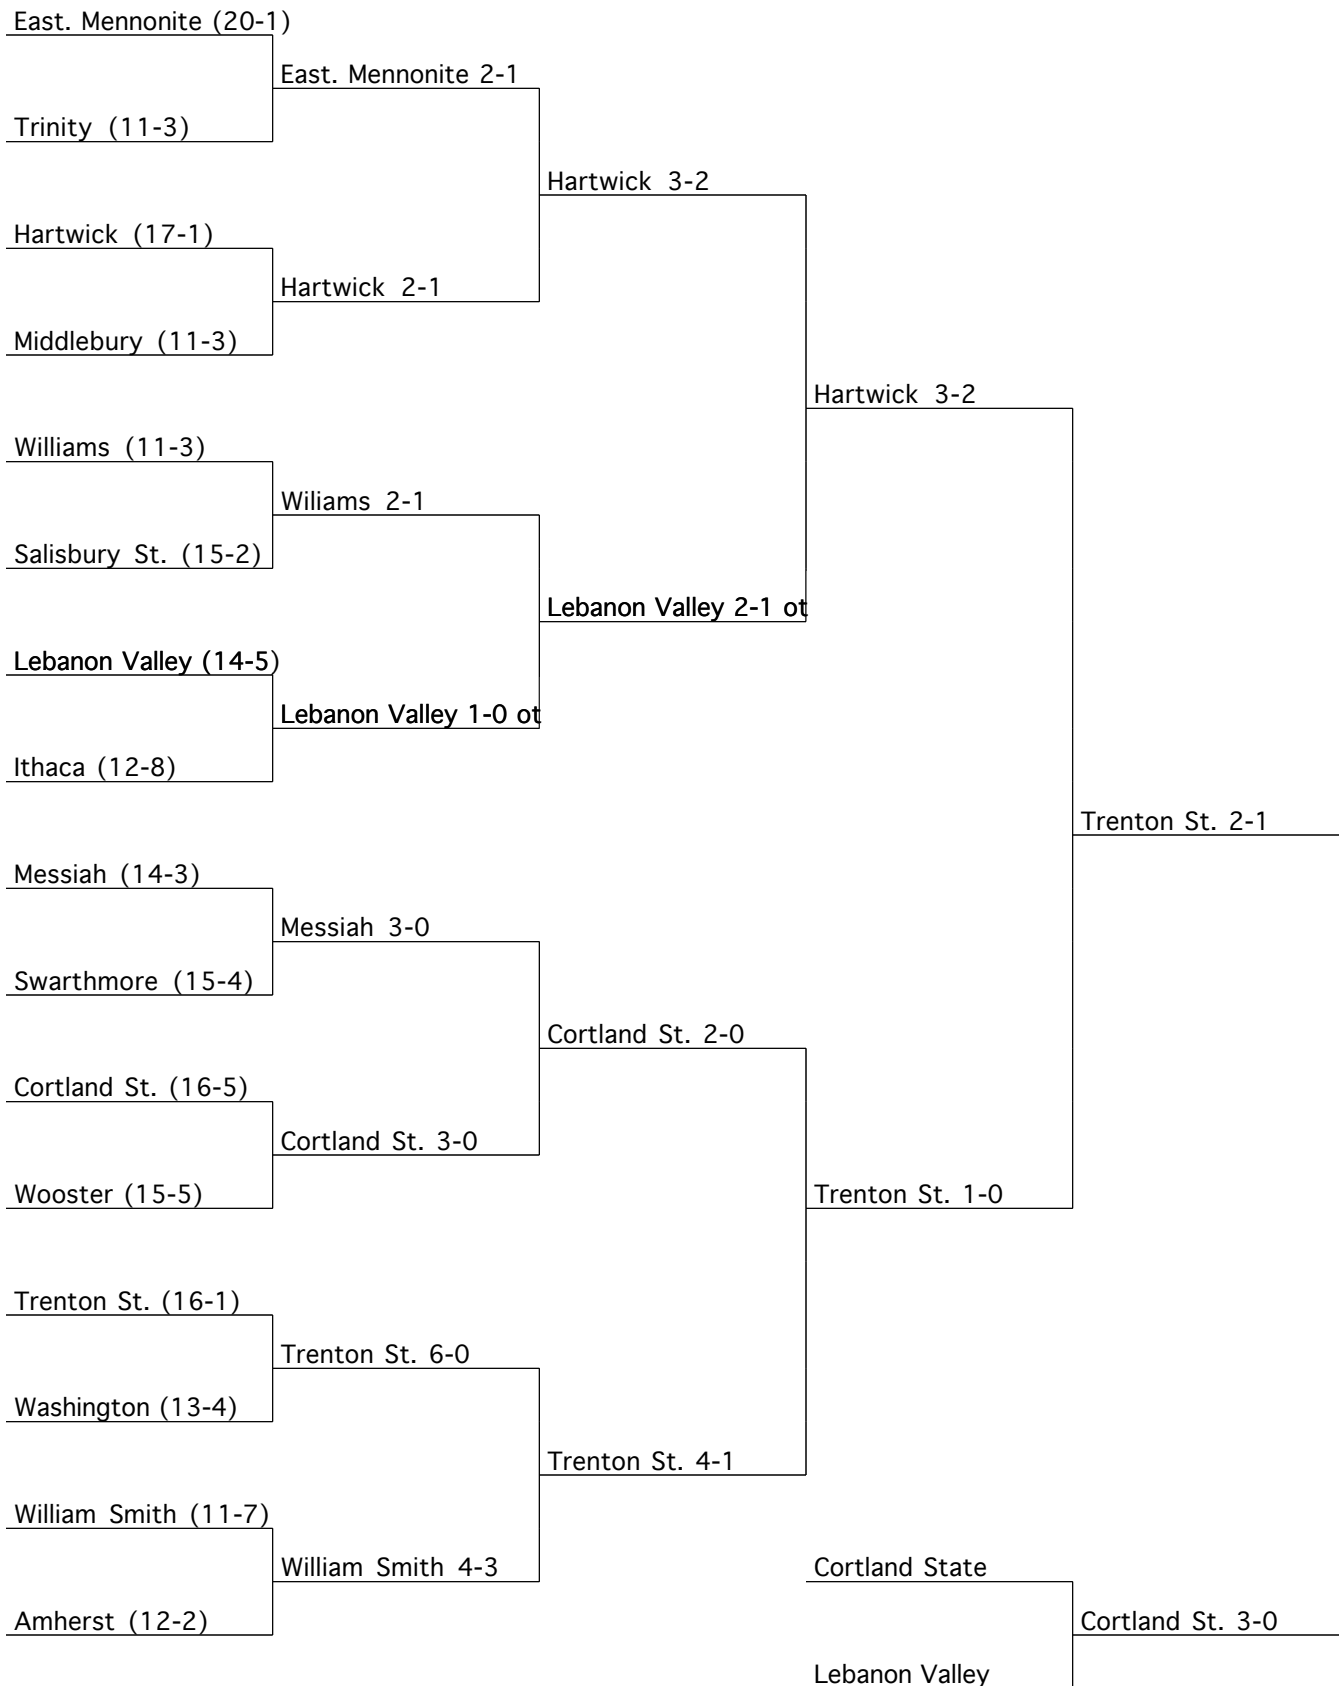 East. Mennonite (20-1)
East. Mennonite 2-1
Trinity (11-3)
Hartwick 3-2
Hartwick (17-1)
Hartwick 2-1
Middlebury (11-3)
Hartwick 3-2
Williams (11-3)
Wiliams 2-1
Salisbury St. (15-2)
Lebanon Valley 2-1 ot
Lebanon Valley (14-5)
Lebanon Valley 1-0 ot
Ithaca (12-8)
Trenton St. 2-1
Messiah (14-3)
Messiah 3-0
Swarthmore (15-4)
Cortland St. 2-0
Cortland St. (16-5)
Cortland St. 3-0
Wooster (15-5)
Trenton St. 1-0
Trenton St. (16-1)
Trenton St. 6-0
Washington (13-4)
Trenton St. 4-1
William Smith (11-7)
William Smith 4-3
Cortland State
Amherst (12-2)
Cortland St. 3-0
Lebanon Valley